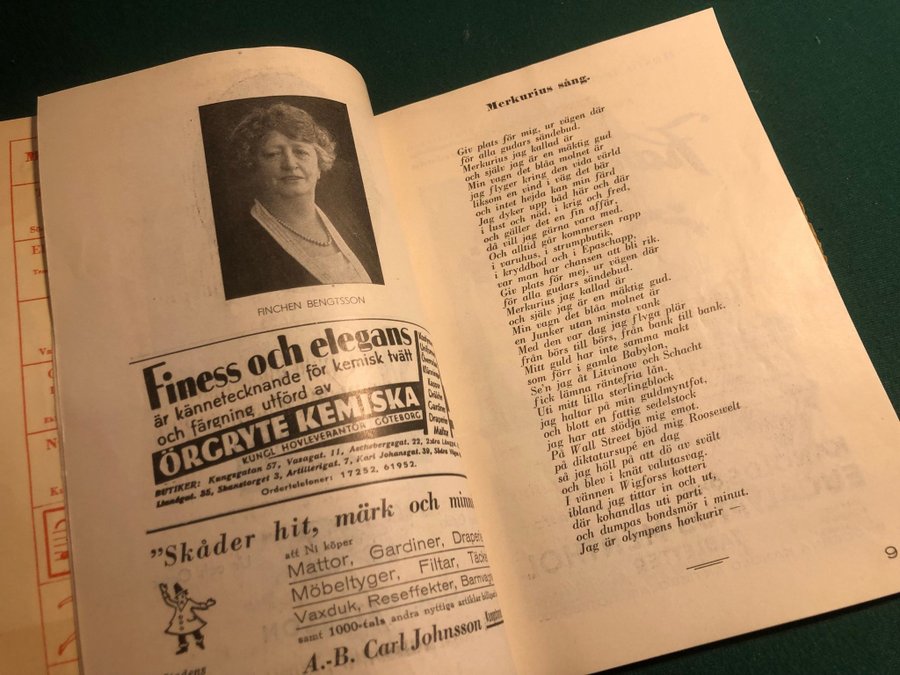 FINCHEN BENGTSSON
Finess och elegans
är kännetecknande för kemisk tvätt
och färgning utförd av
ÖRGRYTE KEMISKA
KUNGL HOVLEVERANTÖR GÖTEBORG
BUTIKER: Kungsgatan 57, Vasagat. 11, Aschebergsgat. 22,
Lundgat. 55, Skanstorget 3, Artillerigat. 7, Karl Johansgat. 39,
Ordertelefoner: 17252, 61952.
"Skåder hit, märk och minn
att Ni köper
Mattor, Gardiner, Drape
Möbeltyger, Filtar, Täck
Vaxduk, Reseffekter, Barnvag
samt 1000-tals andra nyttiga artiklar
A.-B. Carl Johnsson
Merkurius sång.
Giv plats för mig, ur vägen där
för alla gudars sändebud.
Merkurius jag kallad är
och själv jag är en mäktig gud
Min vagn det blåa molnet är
jag flyger kring den vida värld
liksom en vind i väg det bär
och intet hejda kan min färd
Jag dyker upp båd här och där
i lust och nöd, i krig och fred,
och gäller det en fin affär,
då vill jag gärna vara med.
Och alltid går kommersen rapp
i varuhus, i strumpbutik,
i kryddbod och i Epaschapp,
var man har chansen att bli rik.
Giv plats för mej, ur vägen där
för alla gudars sändebud.
Merkurius jag kallad är
och själv jag är en mäktig gud.
Min vagn det blåa molnet är
en Junker utan minsta vank
Med den var dag jag flyga plär
från börs till börs, från bank till bank.
Mitt guld har inte samma makt
som förr i gamla Babylon,
Se'n jag åt Litvinow och Schacht
fick lämna räntefria lån.
Uti mitt lilla sterlingblock
jag haltar på min guldmyntfot,
och blott en fattig sedelstock
jag har att stödja mig emot.
På Wall Street bjöd mig Roosewelt
på diktatursupé en dag
så jag höll på att dö av svält
och blev i knät valutasvag.
I vännen Wigforss kotteri
ibland jag tittar in och ut,
där kohandlas uti parti
och dumpas bondsmör i minut.
Jag är olympens hovkurir —
9